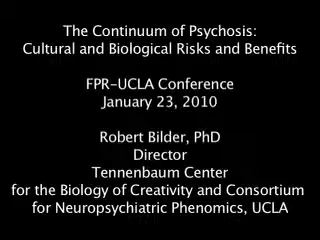 The Continuum of Psychosis:
Cultural and Biological Risks and Benefits
FPR-UCLA Conference
January 23, 2010
Robert Bilder, PhD
Director
Tennenbaum Center
for the Biology of Creativity and Consortium
for Neuropsychiatric Phenomics, UCLA